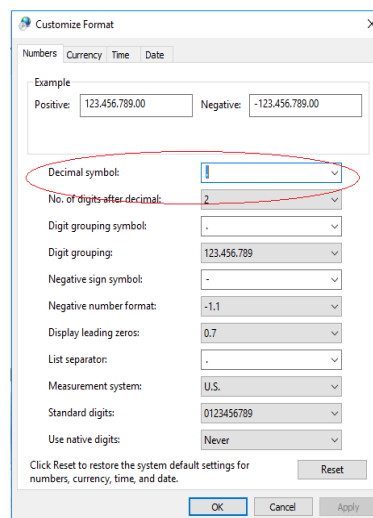 Customize Format
Numbers Currency Time Date
Example
Positive: 123.456.789.00 Negative: -123.456.789.00
Decimal symbol: .
No. of digits after decimal: 2
Digit grouping symbol: .
Digit grouping: 123.456.789
Negative sign symbol: -
Negative number format: -1.1
Display leading zeros: 0.7
List separator: .
Measurement system: U.S.
Standard digits: 0123456789
Use native digits: Never
Click Reset to restore the system default settings for
numbers, currency, time, and date. Reset
OK Cancel Apply